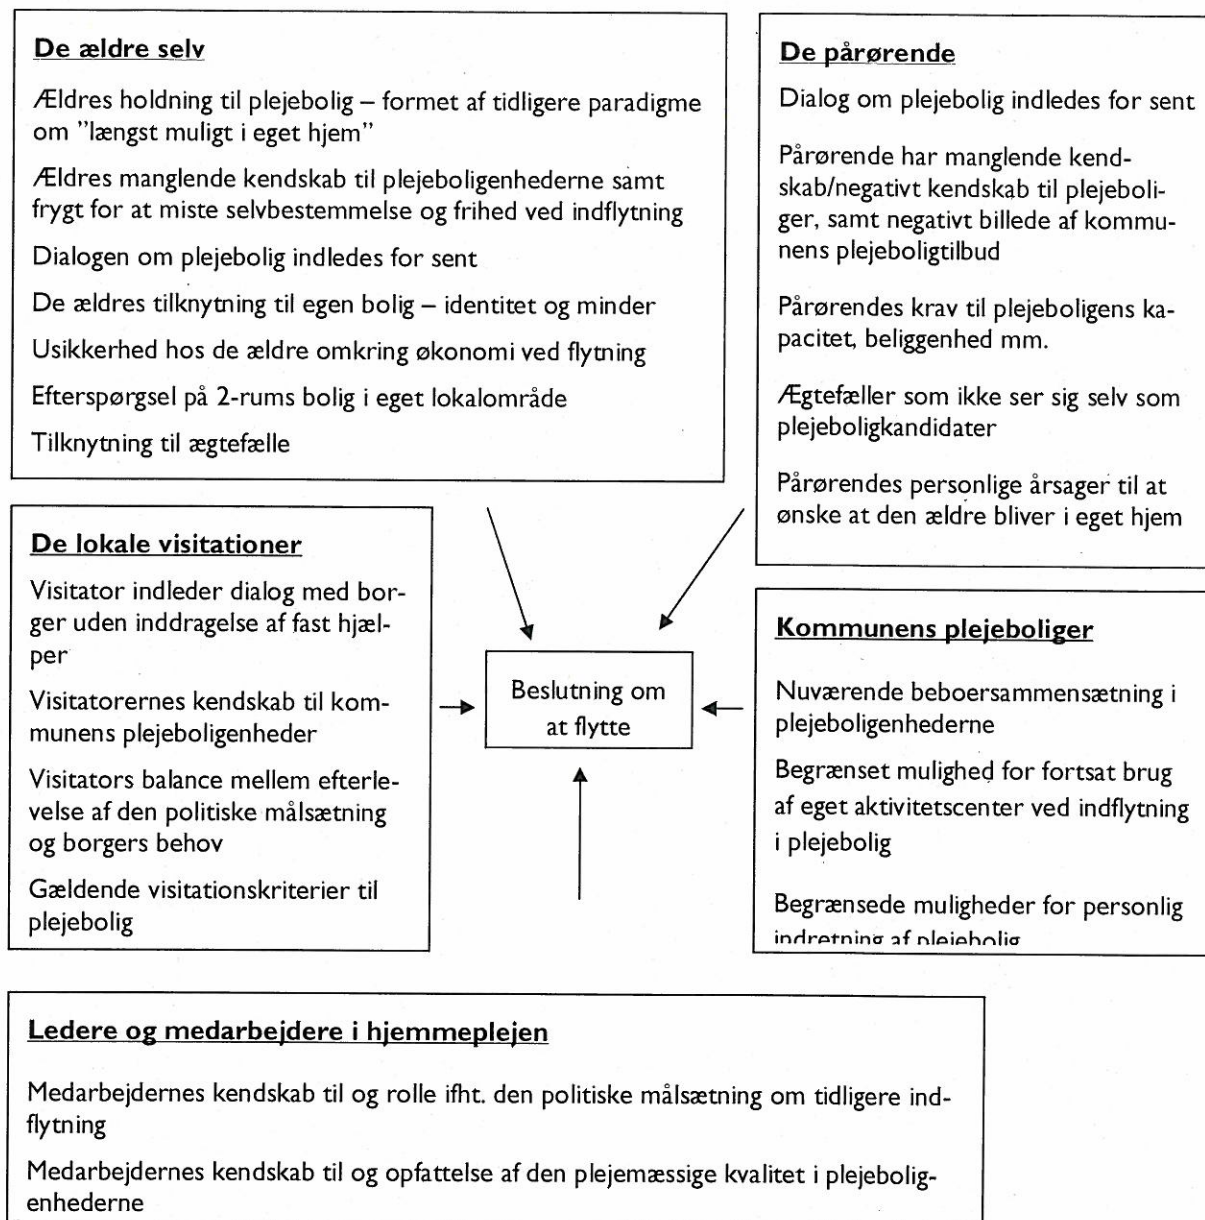 De ældre selv
Ældres holdning til plejebolig – formet af tidligere paradigme
om ”længst muligt i eget hjem”
Ældres manglende kendskab til plejeboligenhederne samt
frygt for at miste selvbestemmelse og frihed ved indflytning
Dialogen om plejebolig indledes for sent
De ældres tilknytning til egen bolig – identitet og minder
Usikkerhed hos de ældre omkring økonomi ved flytning
Efterspørgsel på 2-rums bolig i eget lokalområde
Tilknytning til ægtefælle
De pårørende
Dialog om plejebolig indledes for sent
Pårørende har manglende kend-
skab/negativt kendskab til plejeboli-
ger, samt negativt billede af kommu-
nens plejeboligtilbud
Pårørendes krav til plejeboligens ka-
pacitet, beliggenhed mm.
Ægtefæller som ikke ser sig selv som
plejeboligkandidater
Pårørendes personlige årsager til at
ønske at den ældre bliver i eget hjem
De lokale visitationer
Visitator indleder dialog med bor-
ger uden inddragelse af fast hjæl-
per
Visitatorernes kendskab til kom-
munens plejeboligenheder
Visitators balance mellem efterle-
velse af den politiske målsætning
og borgers behov
Gældende visitationskriterier til
plejebolig
Beslutning om
at flytte
Kommunens plejeboliger
Nuværende beboersammensætning i
plejeboligenhederne
Begrænset mulighed for fortsat brug
af eget aktivitetscenter ved indflytning
i plejebolig
Begrænsede muligheder for personlig
indretning af plejebolig
Ledere og medarbejdere i hjemmeplejen
Medarbejdernes kendskab til og rolle ifht. den politiske målsætning om tidligere ind-
flytning
Medarbejdernes kendskab til og opfattelse af den plejemæssige kvalitet i plejebolig-
enhederne